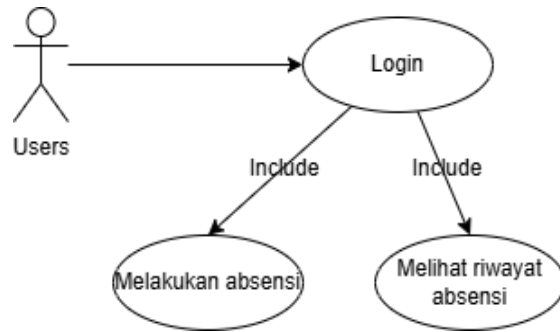 Login
Users
Include
Include
Melakukan absensi
Melihat riwayat
absensi